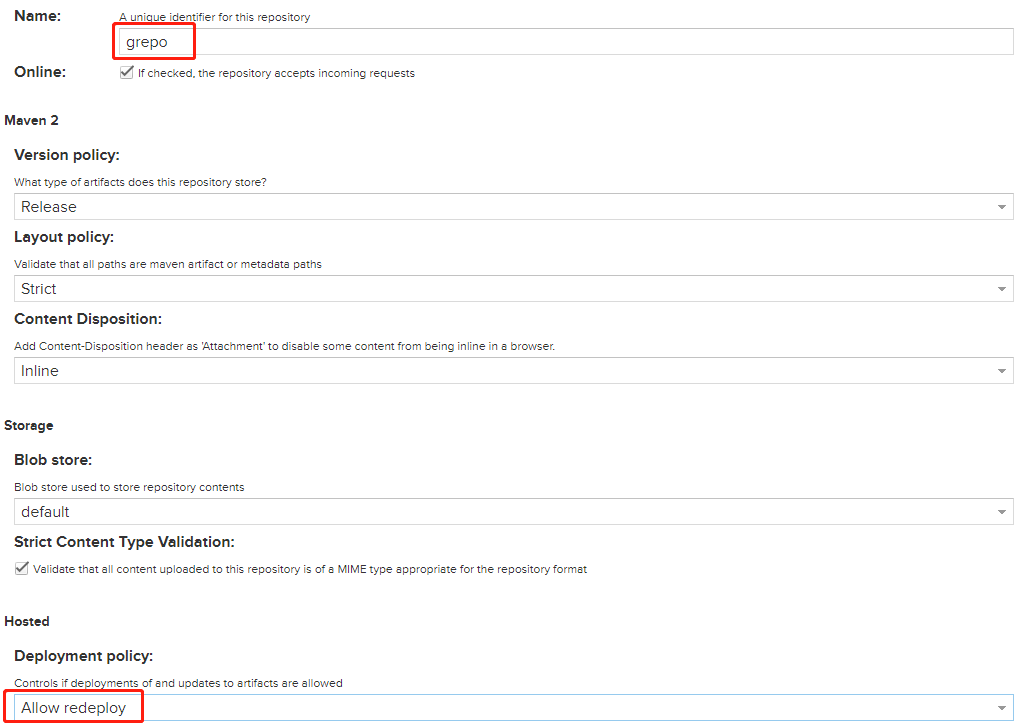 Name: A unique identifier for this repository
grepo
Online: If checked, the repository accepts incoming requests
Maven 2
Version policy:
What type of artifacts does this repository store?
Release
Layout policy:
Validate that all paths are maven artifact or metadata paths
Strict
Content Disposition:
Add Content-Disposition header as 'Attachment' to disable some content from being inline in a browser.
Inline
Storage
Blob store:
Blob store used to store repository contents
default
Strict Content Type Validation:
Validate that all content uploaded to this repository is of a MIME type appropriate for the repository format
Hosted
Deployment policy:
Controls if deployments of and updates to artifacts are allowed
Allow redeploy